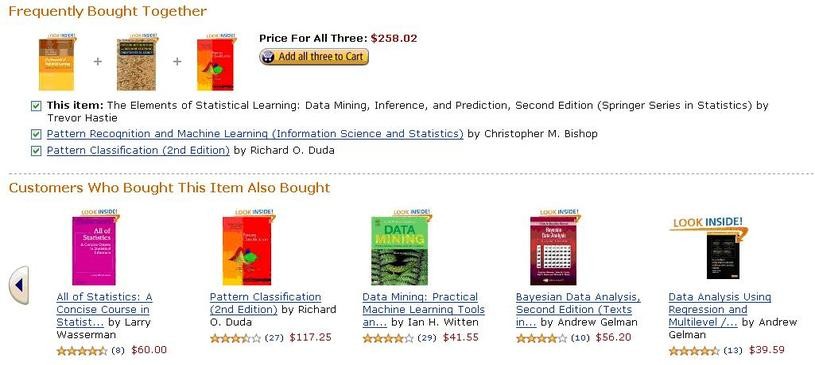 Frequently Bought Together
LOOK INSIDE! LOOK INSIDE! LOOK INSIDE!
+ +
Price For All Three: $258.02
Add all three to Cart
This item: The Elements of Statistical Learning: Data Mining, Inference, and Prediction, Second Edition (Springer Series in Statistics) by
Trevor Hastie
Pattern Recognition and Machine Learning (Information Science and Statistics) by Christopher M. Bishop
Pattern Classification (2nd Edition) by Richard O. Duda
Customers Who Bought This Item Also Bought
LOOK INSIDE! LOOK INSIDE! LOOK INSIDE! LOOK INSIDE! LOOK INSIDE!
All of
Statistics
DATA
MINING
Bayesian
Data Analysis
All of Statistics: A
Concise Course in
Statist... by Larry
Wasserman
(8) $60.00
Pattern Classification
(2nd Edition) by Richard
O. Duda
(27) $117.25
Data Mining: Practical
Machine Learning Tools
an... by Ian H. Witten
(29) $41.55
Bayesian Data Analysis,
Second Edition (Texts
in... by Andrew Gelman
(10) $56.20
Data Analysis Using
Regression and
Multilevel /... by Andrew
Gelman
(13) $39.59